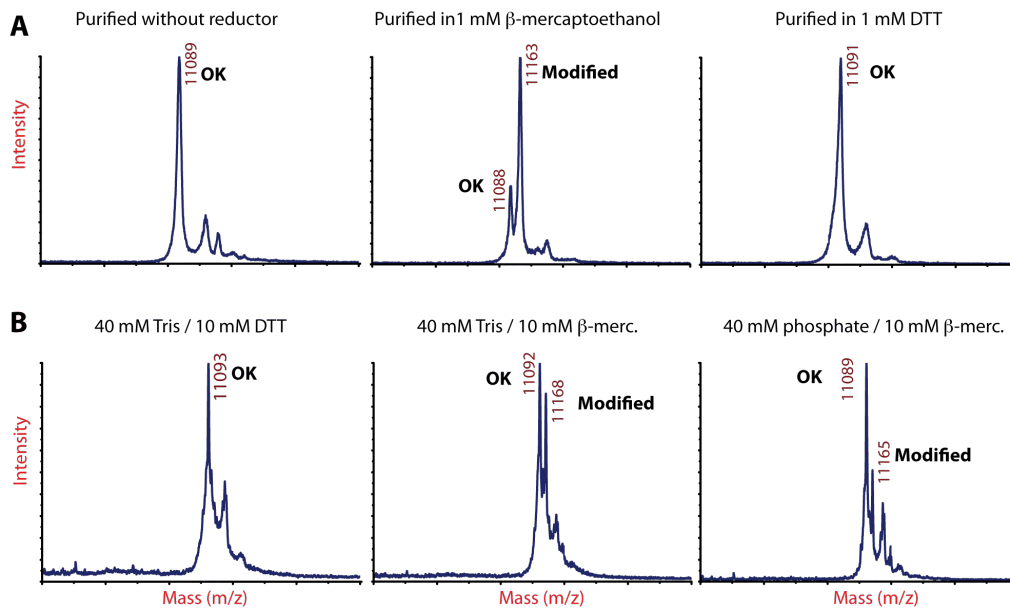 A
Purified without reductor
Purified in1 mM β-mercaptoethanol
Purified in 1 mM DTT
Intensity
11089
OK
OK
11088
11163
Modified
11091
OK
B
40 mM Tris / 10 mM DTT
40 mM Tris / 10 mM β-merc.
40 mM phosphate / 10 mM β-merc.
Intensity
11093
OK
OK
11092
11168
Modified
OK
11089
11165
Modified
Mass (m/z)
Mass (m/z)
Mass (m/z)